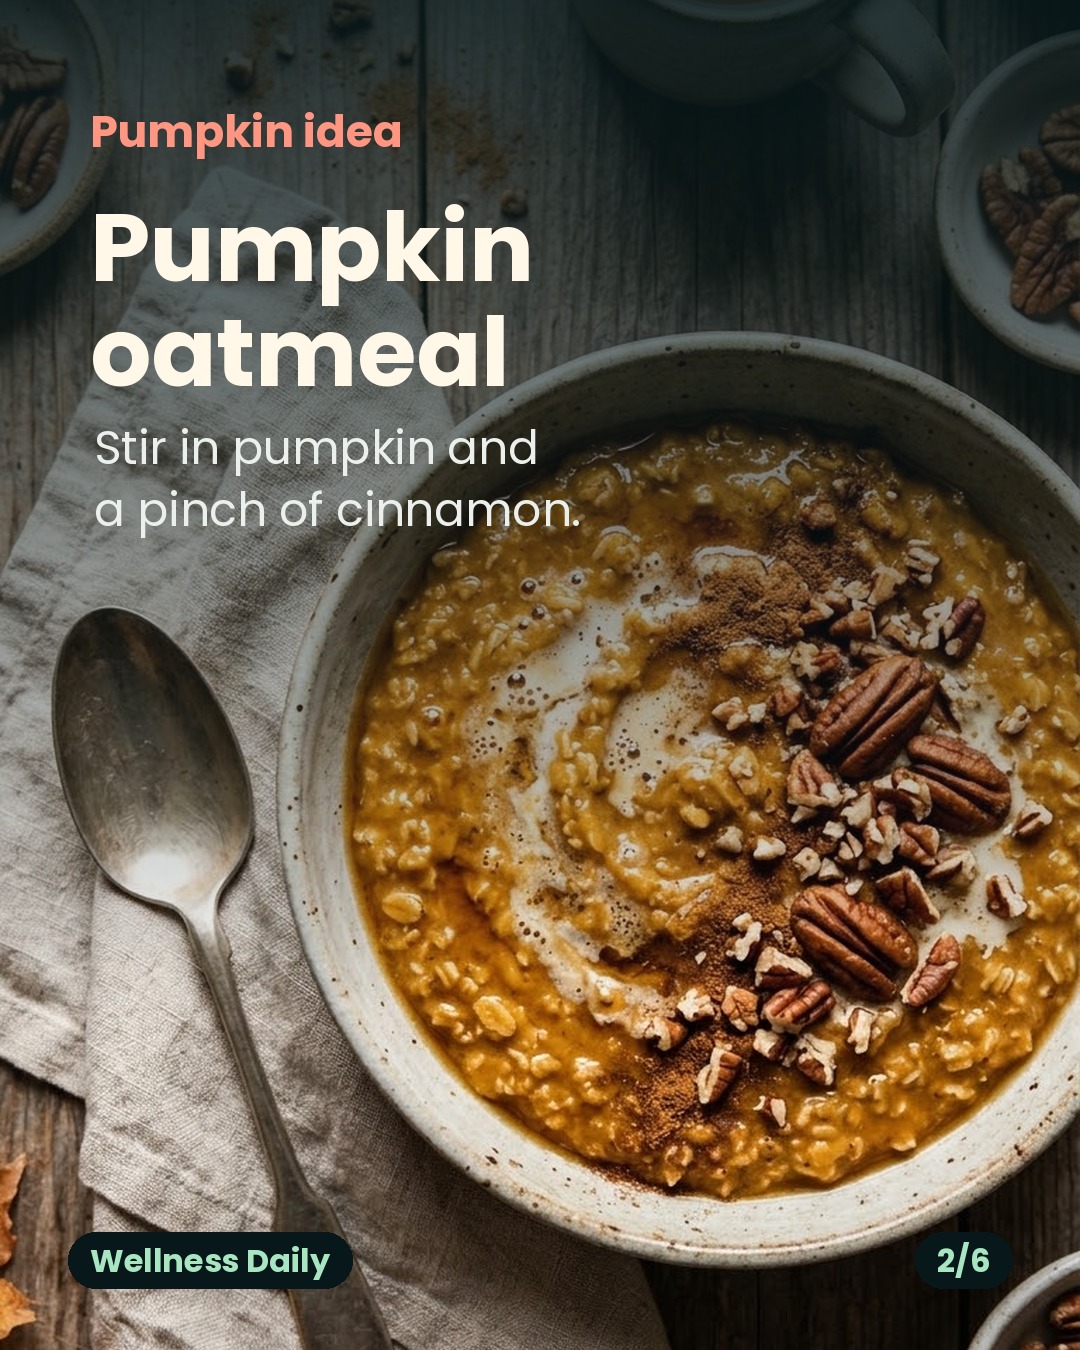 Pumpkin idea
Pumpkin
oatmeal
Stir in pumpkin and
a pinch of cinnamon.
Wellness Daily
2/6